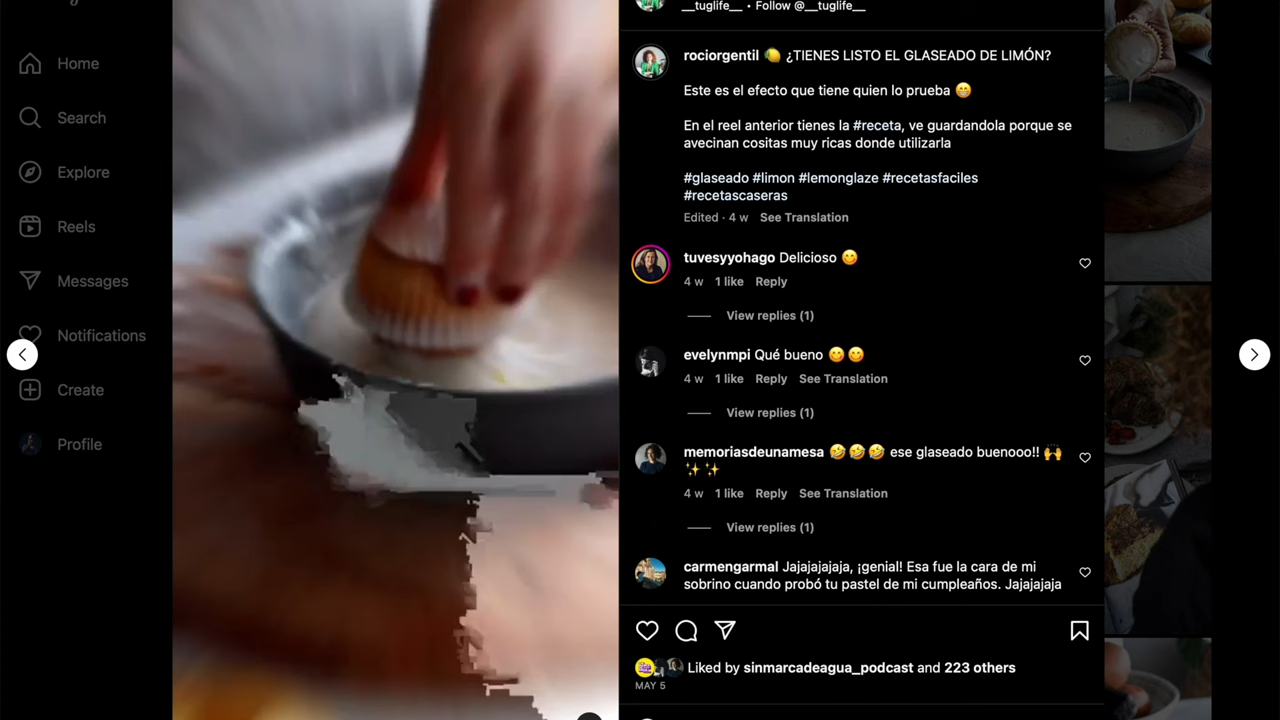 Home
Search
Explore
Reels
Messages
Notifications
Create
Profile
__tuglife__ • Follow @__tuglife__
rociorgentil 🍋 ¿TIENES LISTO EL GLASEADO DE LIMÓN?
Este es el efecto que tiene quien lo prueba 😁
En el reel anterior tienes la #receta, ve guardandola porque se
avecinan cositas muy ricas donde utilizarla
#glaseado #limon #lemonglaze #recetasfaciles
#recetascaseras
Edited · 4 w See Translation
tuvesyyohago Delicioso 😋
4 w 1 like Reply
View replies (1)
evelynmpi Qué bueno 😋😋
4 w 1 like Reply See Translation
View replies (1)
memoriasdeunamesa 🤣🤣🤣 ese glaseado buenooo!! 🙌
✨✨
4 w 1 like Reply See Translation
View replies (1)
carmengarmal Jajajajaja, ¡genial! Esa fue la cara de mi
sobrino cuando probó tu pastel de mi cumpleaños. Jajajajaja
Liked by sinmarcadeagua_podcast and 223 others
MAY 5